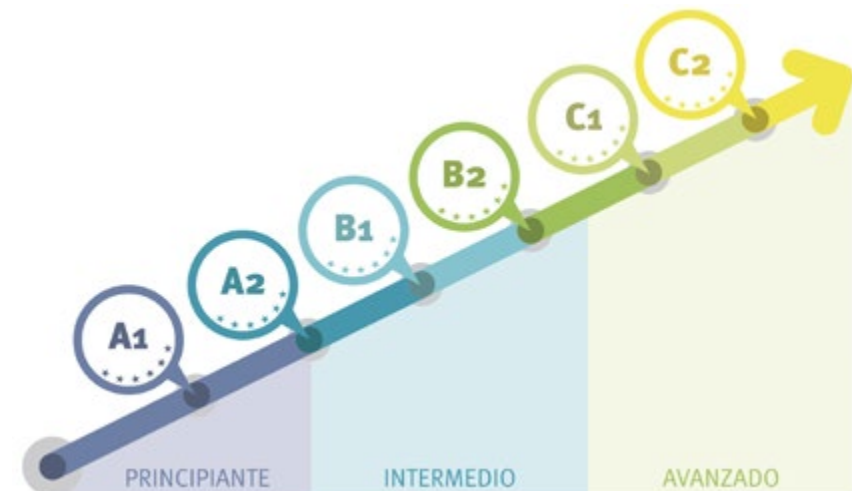 A1
A2
B1
B2
C1
C2
PRINCIPIANTE
INTERMEDIO
AVANZADO